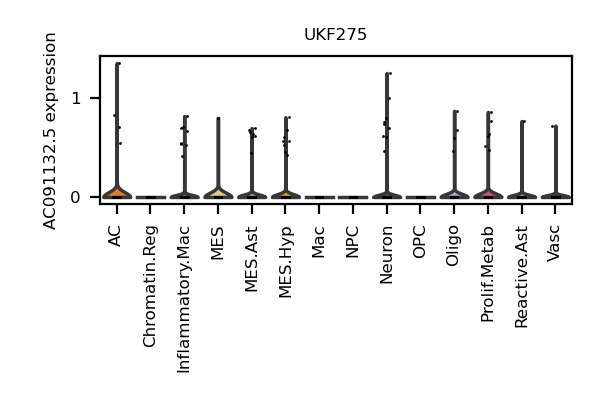 UKF275
AC091132.5 expression
1
0
AC
Chromatin.Reg
Inflammatory.Mac
MES
MES.Ast
MES.Hyp
Mac
NPC
Neuron
OPC
Oligo
Prolif.Metab
Reactive.Ast
Vasc